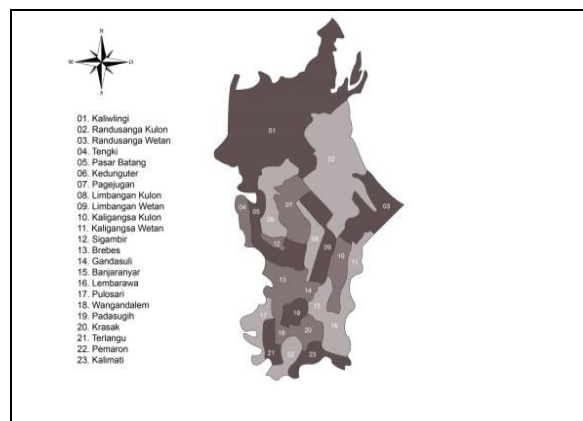 N
W
O
S
01. Kaliwlingi
02. Randusanga Kulon
03. Randusanga Wetan
04. Tengki
05. Pasar Batang
06. Kedunguter
07. Pagejugan
08. Limbangan Kulon
09. Limbangan Wetan
10. Kaligangsa Kulon
11. Kaligangsa Wetan
12. Sigambir
13. Brebes
14. Gandasuli
15. Banjaranyar
16. Lembarawa
17. Pulosari
18. Wangandalem
19. Padasugih
20. Krasak
21. Terlangu
22. Pemaron
23. Kalimati
01
02
03
04
05
06
07
08
09
10
11
12
13
14
15
16
17
18
19
20
21
22
23